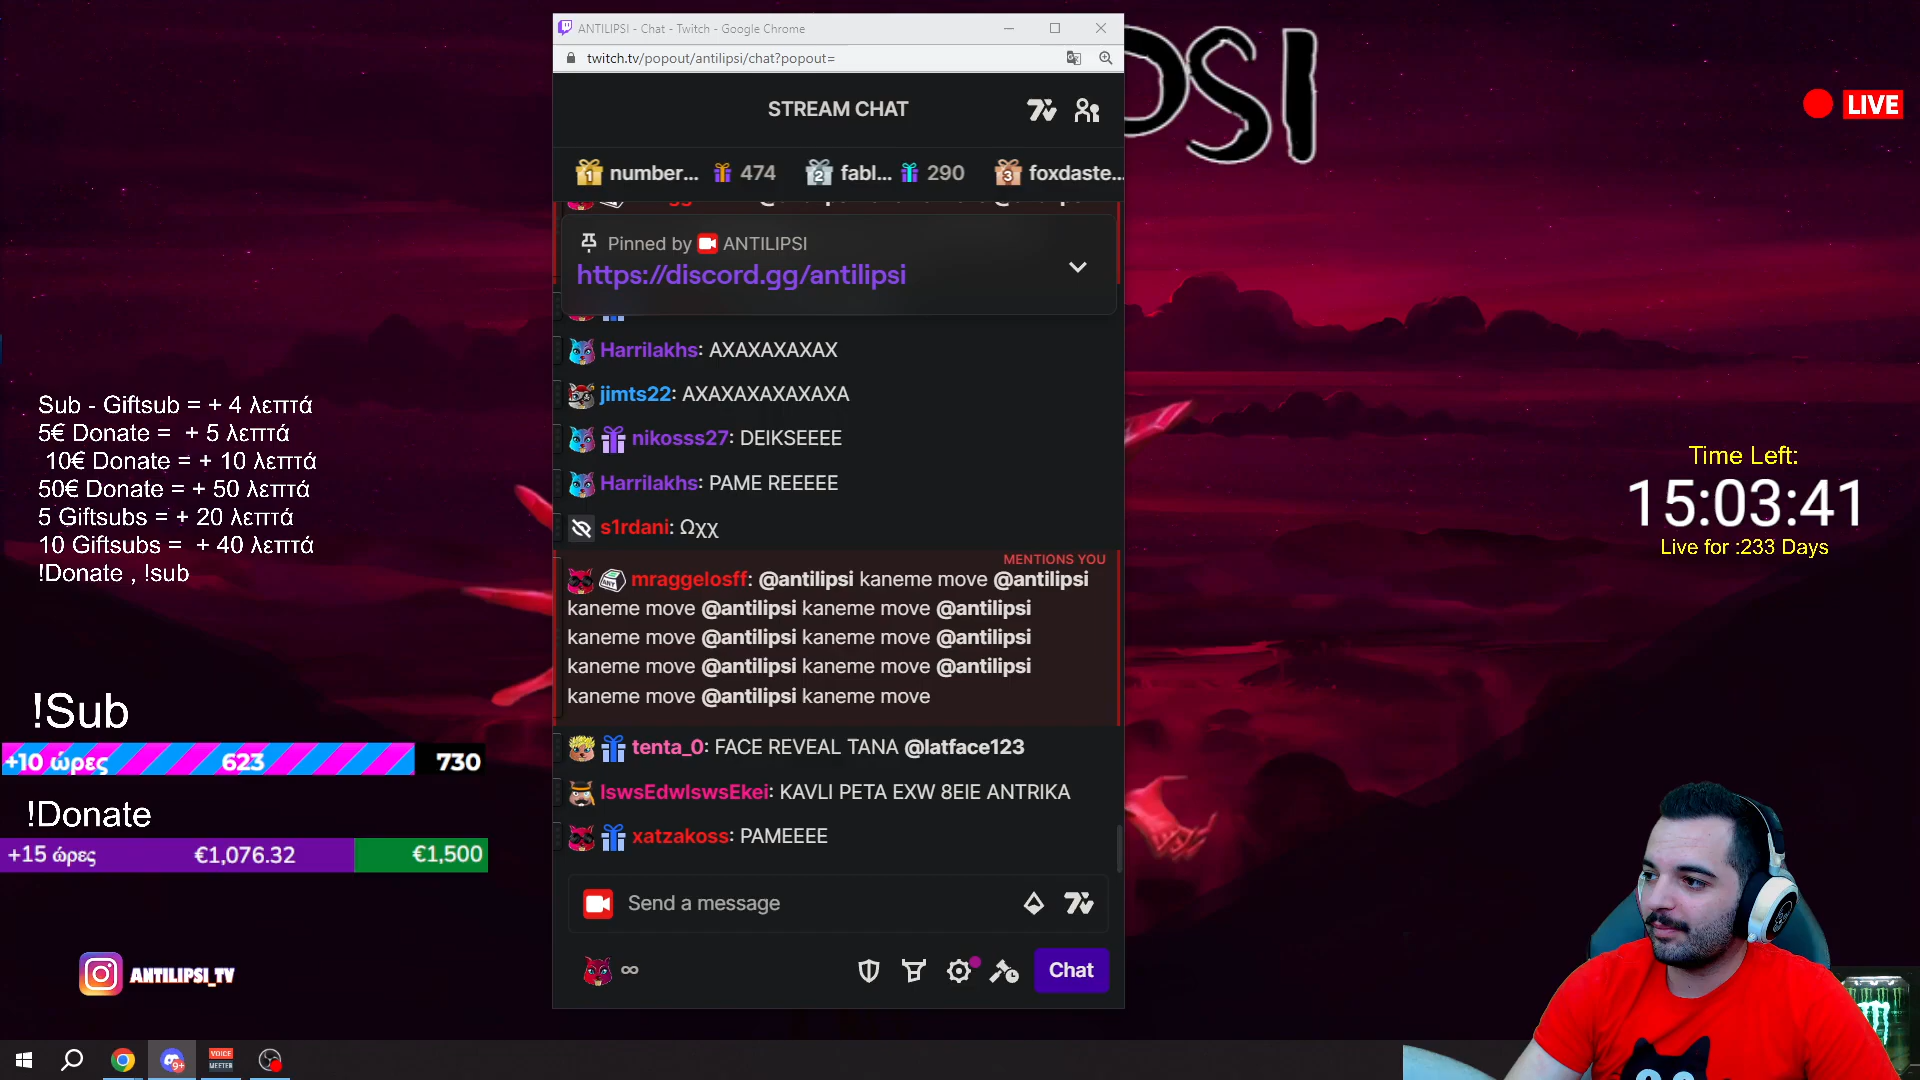 ANTILIPSI - Chat - Twitch - Google Chrome
twitch.tv/popout/antilipsi/chat?popout=
STREAM CHAT
LIVE
1 number... 474 2 fabl... 290 3 foxdaste...
Pinned by ANTILIPSI
https://discord.gg/antilipsi
Harrilakhs: AXAXAXAXAX
jimts22: AXAXAXAXAXAXA
nikosss27: DEIKSEEEE
Harrilakhs: PAME REEEEE
s1rdani: Ωχχ
MENTIONS YOU
mraggelosff: @antilipsi kaneme move @antilipsi
kaneme move @antilipsi kaneme move @antilipsi
kaneme move @antilipsi kaneme move @antilipsi
kaneme move @antilipsi kaneme move @antilipsi
kaneme move @antilipsi kaneme move
tenta_0: FACE REVEAL TANA @latface123
IswsEdwIswsEkei: KAVLI PETA EXW 8EIE ANTRIKA
xatzakoss: PAMEEEE
Send a message
∞
Chat
Sub - Giftsub = + 4 λεπτά
5€ Donate = + 5 λεπτά
10€ Donate = + 10 λεπτά
50€ Donate = + 50 λεπτά
5 Giftsubs = + 20 λεπτά
10 Giftsubs = + 40 λεπτά
!Donate , !sub
!Sub
+10 ώρες 623 730
!Donate
+15 ώρες €1,076.32 €1,500
ANTILIPSI_TV
Time Left:
15:03:41
Live for :233 Days
9+
VOICE
MEETER